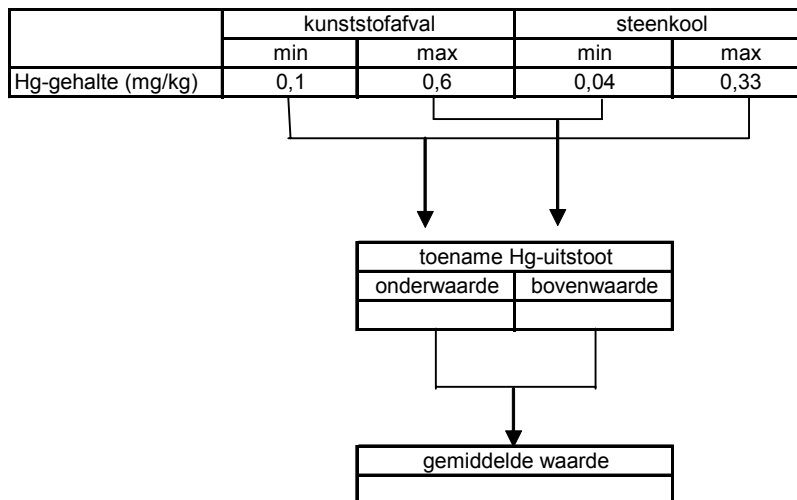 kunststofafval steenkool
min max min max
Hg-gehalte (mg/kg) 0,1 0,6 0,04 0,33
toename Hg-uitstoot
onderwaarde bovenwaarde
gemiddelde waarde